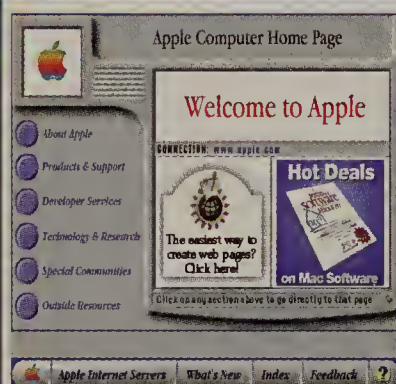 Apple Computer Home Page
Welcome to Apple
CONNECTION: www.apple.com
About Apple
Products & Support
Developer Services
Technology & Research
Special Communities
Outside Resources
The easiest way to
create web pages?
Click here!
Hot Deals
SOFTWARE
on Mac Software
Click on any section above to go directly to that page
Apple Internet Servers
What's New
Index
Feedback
?